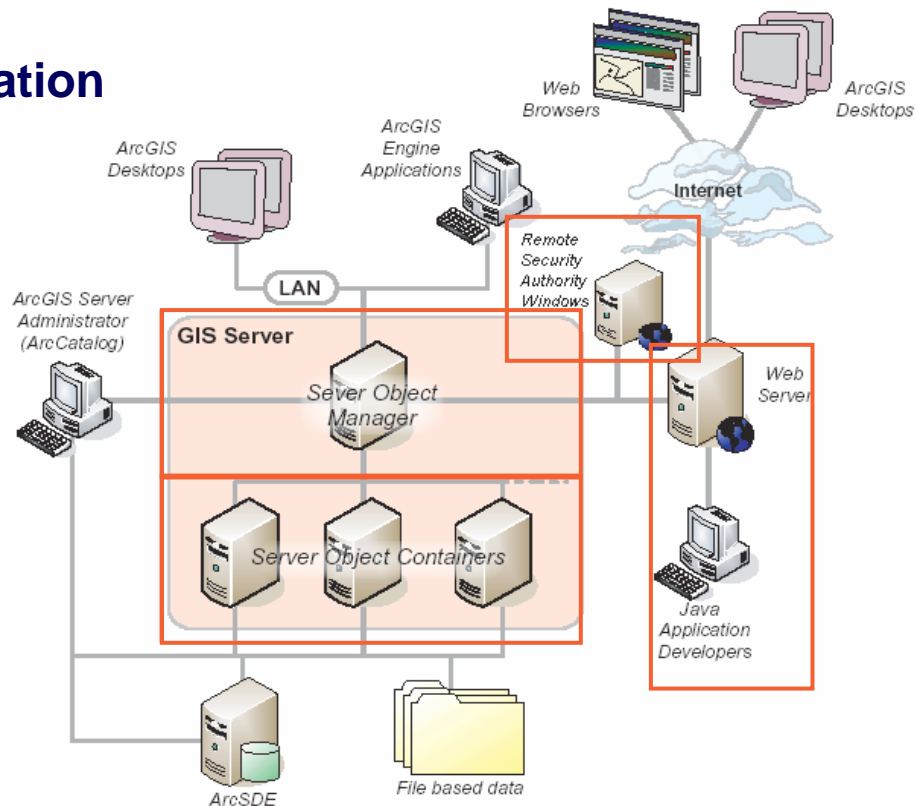 ation
Web
Browsers
ArcGIS
Desktops
ArcGIS
Desktops
ArcGIS
Engine
Applications
Internet
Remote
Security
Authority
Windows
LAN
ArcGIS Server
Administrator
(ArcCatalog)
GIS Server
Sever Object
Manager
Web
Server
Server Object Containers
Java
Application
Developers
ArcSDE
File based data